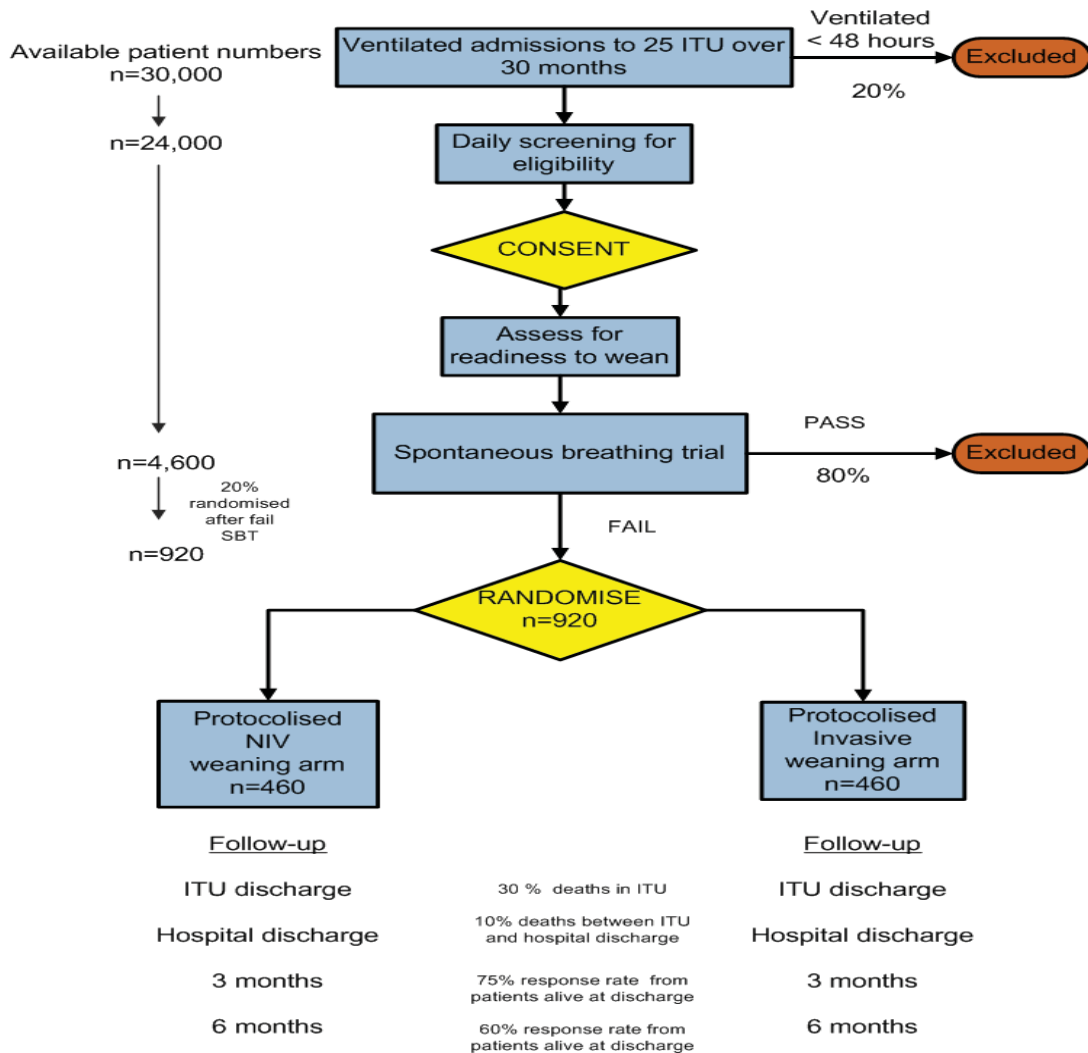 Available patient numbers
n=30,000
n=24,000
n=4,600
20%
randomised
after fail
SBT
n=920
Ventilated admissions to 25 ITU over
30 months
Ventilated
< 48 hours
20%
Excluded
Daily screening for
eligibility
CONSENT
Assess for
readiness to wean
Spontaneous breathing trial
PASS
80%
Excluded
FAIL
RANDOMISE
n=920
Protocolised
NIV
weaning arm
n=460
Protocolised
Invasive
weaning arm
n=460
Follow-up
Follow-up
ITU discharge
30 % deaths in ITU
ITU discharge
Hospital discharge
10% deaths between ITU
and hospital discharge
Hospital discharge
3 months
75% response rate from
patients alive at discharge
3 months
6 months
60% response rate from
patients alive at discharge
6 months